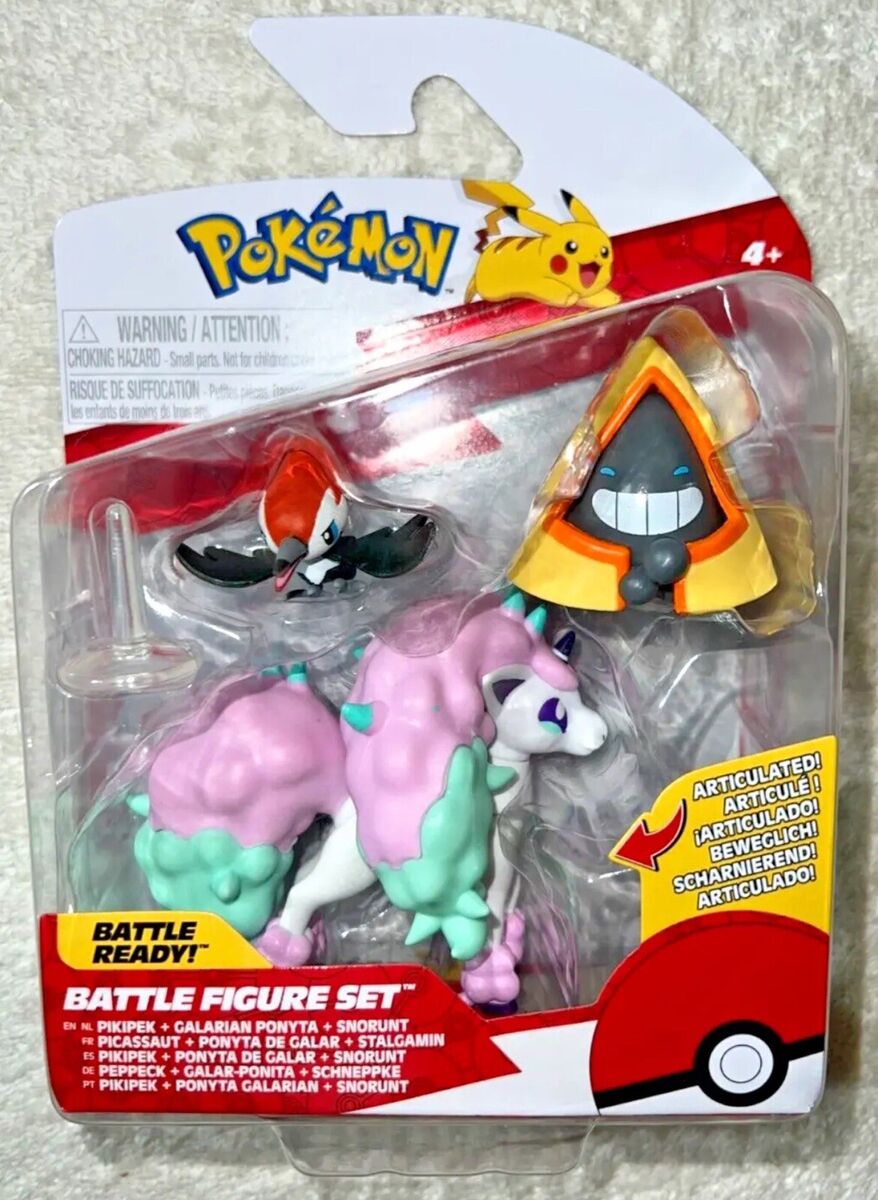 POKÉMON
TM
4+
WARNING / ATTENTION :
CHOKING HAZARD - Small parts. Not for children
RISQUE DE SUFFOCATION - Petites pièces.
les enfants de moins de trois ans.
ARTICULATED!
ARTICULÉ !
¡ARTICULADO!
BEWEGLICH!
SCHARNIEREND!
ARTICULADO!
BATTLE
READY!™
BATTLE FIGURE SET™
EN NL PIKIPEK + GALARIAN PONYTA + SNORUNT
FR PICASSAUT + PONYTA DE GALAR + STALGAMIN
ES PIKIPEK + PONYTA DE GALAR + SNORUNT
DE PEPPECK + GALAR-PONITA + SCHNEPPKE
PT PIKIPEK + PONYTA GALARIAN + SNORUNT